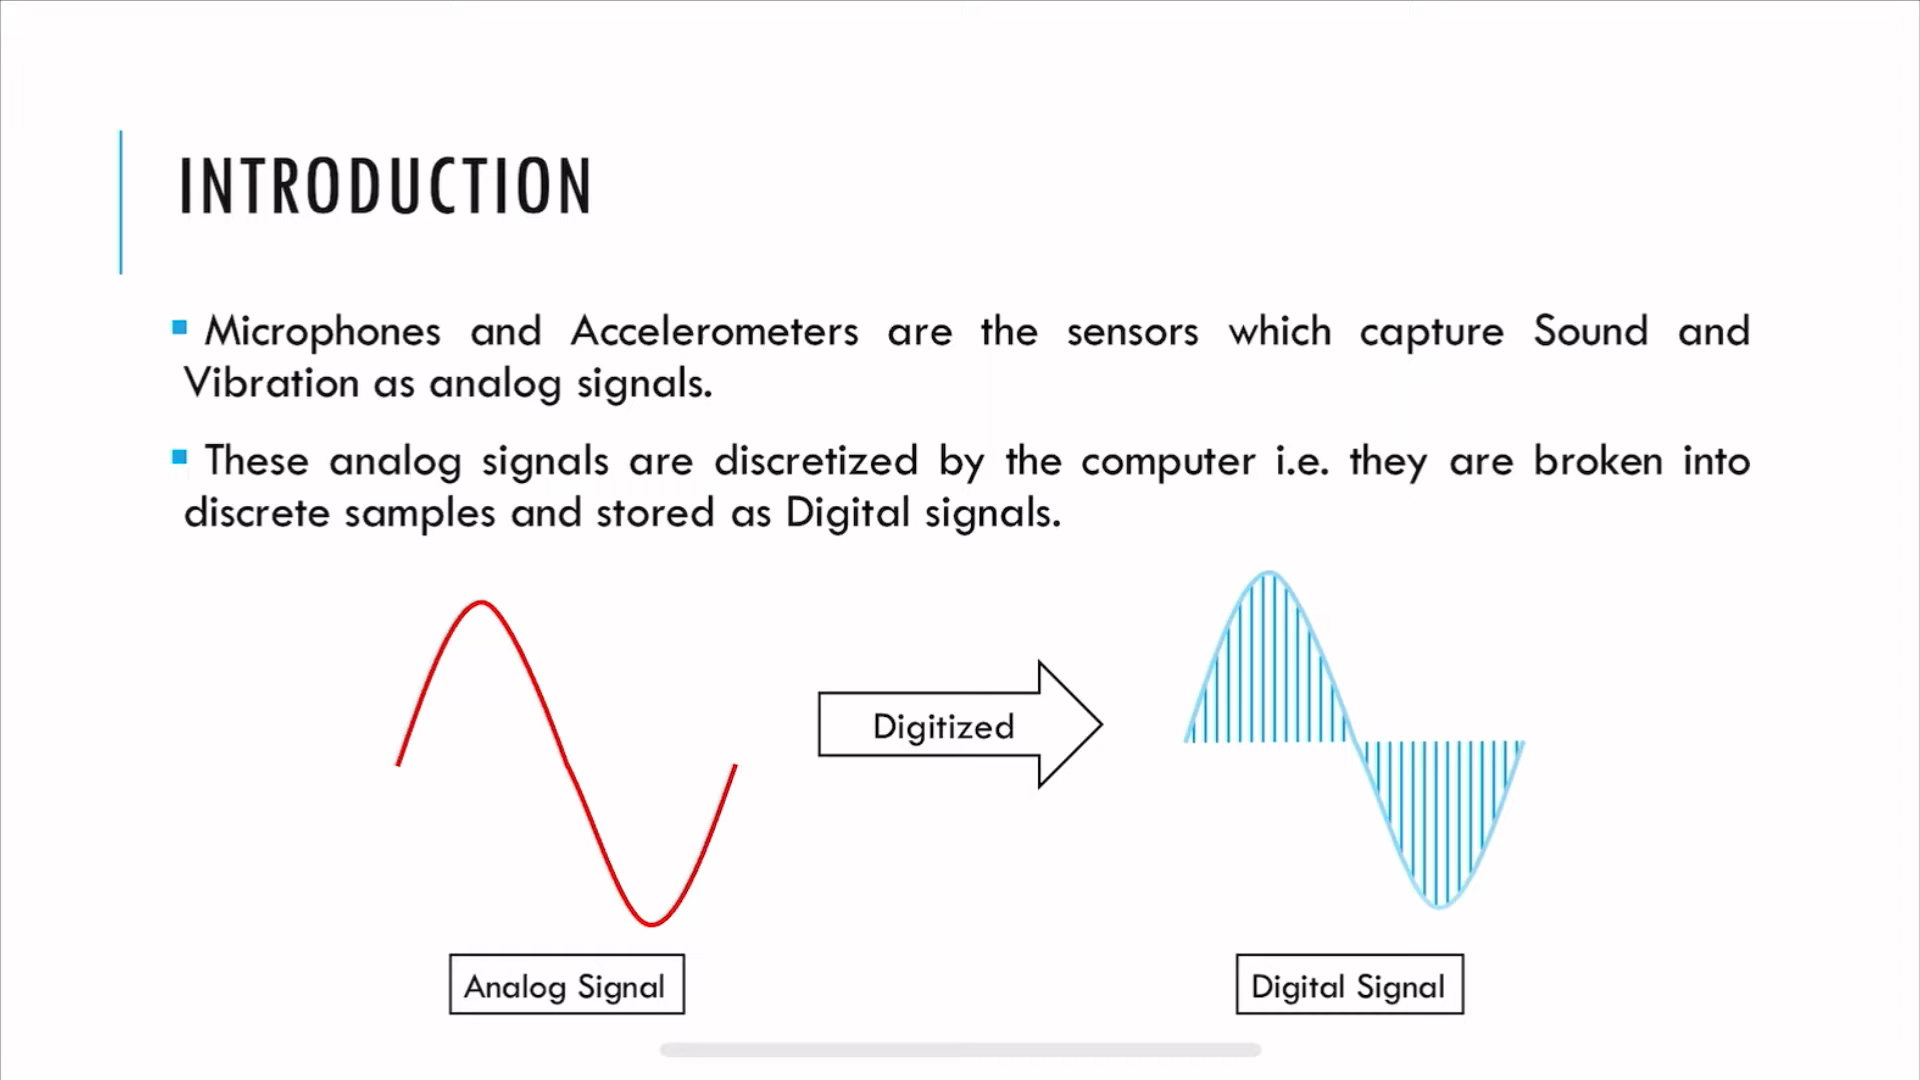 INTRODUCTION
▪ Microphones and Accelerometers are the sensors which capture Sound and
Vibration as analog signals.
▪ These analog signals are discretized by the computer i.e. they are broken into
discrete samples and stored as Digital signals.
Digitized
Analog Signal
Digital Signal